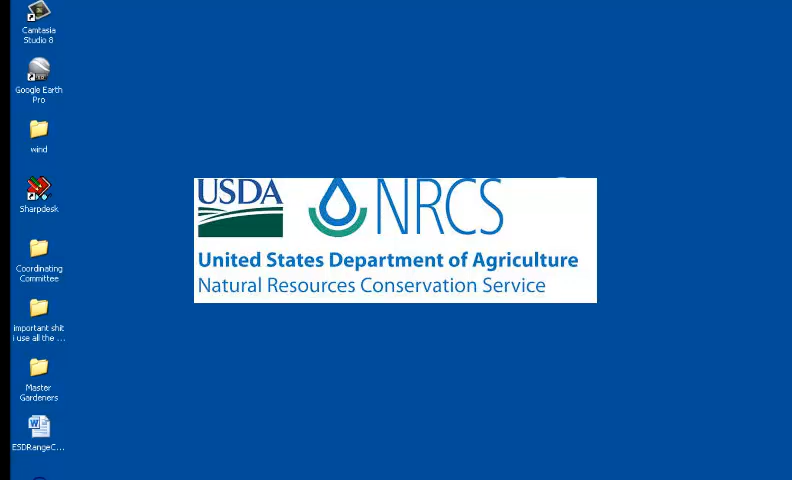 Camtasia
Studio 8
Google Earth
Pro
wind
Sharpdesk
Coordinating
Committee
important shit
i use all the ...
Master
Gardeners
ESDRangeC...
USDA
NRCS
United States Department of Agriculture
Natural Resources Conservation Service